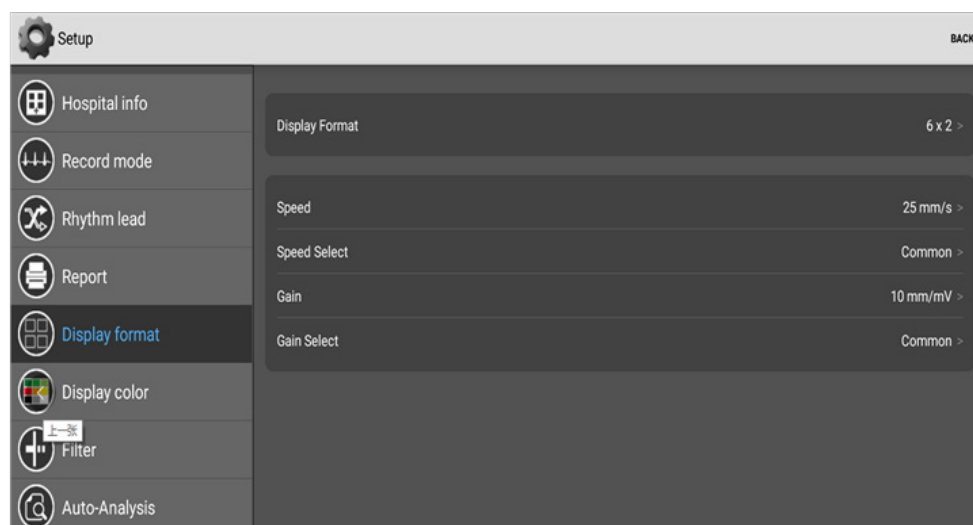 Setup
BACK
Hospital info
Record mode
Rhythm lead
Report
Display format
Display color
上一张
Filter
Auto-Analysis
Display Format 6 x 2 >
Speed 25 mm/s >
Speed Select Common >
Gain 10 mm/mV >
Gain Select Common >